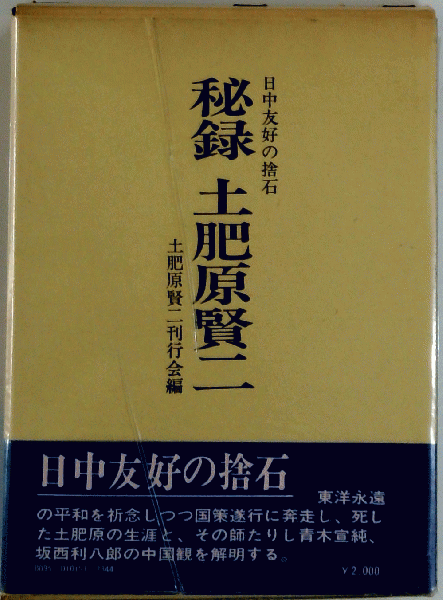 日中友好の捨石
秘録 土肥原賢二
土肥原賢二刊行会編
日中友好の捨石
東洋永遠
の平和を祈念しつつ国策遂行に奔走し、死し
た土肥原の生涯と、その師たりし青木宣純、
坂西利八郎の中国観を解明する。
￥2,000